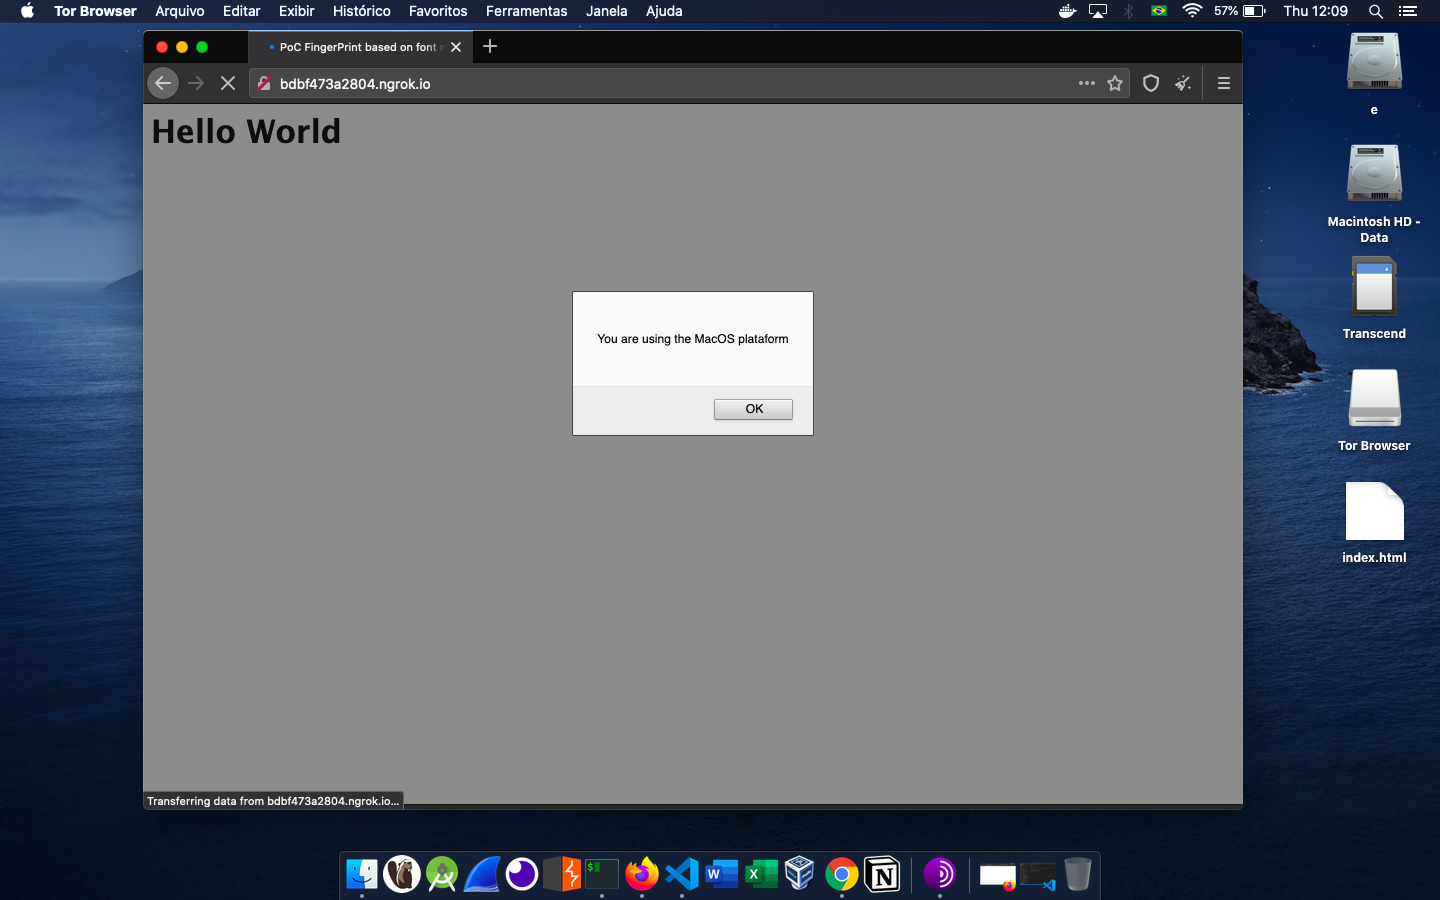 Tor Browser Arquivo Editar Exibir Histórico Favoritos Ferramentas Janela Ajuda 57% Thu 12:09
PoC FingerPrint based on font
bdbf473a2804.ngrok.io
Hello World
You are using the MacOS plataform
OK
e
Macintosh HD -
Data
Transcend
Tor Browser
index.html
Transferring data from bdbf473a2804.ngrok.io...
$
W
X
N